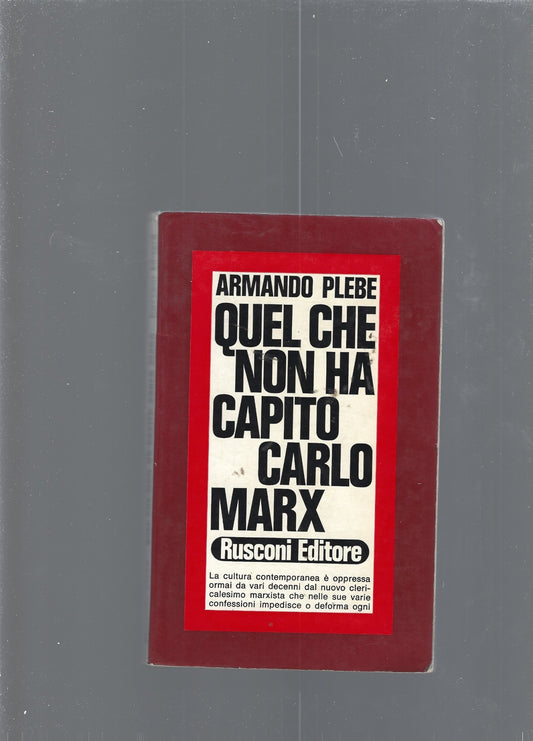 ARMANDO PLEBE
QUEL CHE
NON HA
CAPITO
CARLO
MARX
Rusconi Editore
La cultura contemporanea è oppressa
ormai da vari decenni dal nuovo cleri-
calesimo marxista che nelle sue varie
confessioni impedisce o deforma ogni